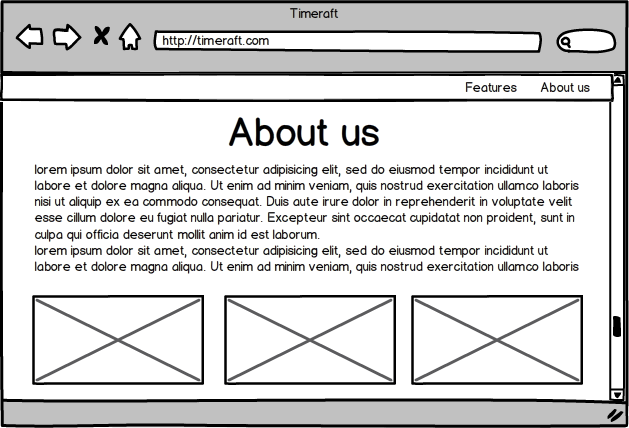 Timeraft
http://timeraft.com
Features About us
About us
lorem ipsum dolor sit amet, consectetur adipisicing elit, sed do eiusmod tempor incididunt ut
labore et dolore magna aliqua. Ut enim ad minim veniam, quis nostrud exercitation ullamco laboris
nisi ut aliquip ex ea commodo consequat. Duis aute irure dolor in reprehenderit in voluptate velit
esse cillum dolore eu fugiat nulla pariatur. Excepteur sint occaecat cupidatat non proident, sunt in
culpa qui officia deserunt mollit anim id est laborum.
lorem ipsum dolor sit amet, consectetur adipisicing elit, sed do eiusmod tempor incididunt ut
labore et dolore magna aliqua. Ut enim ad minim veniam, quis nostrud exercitation ullamco laboris